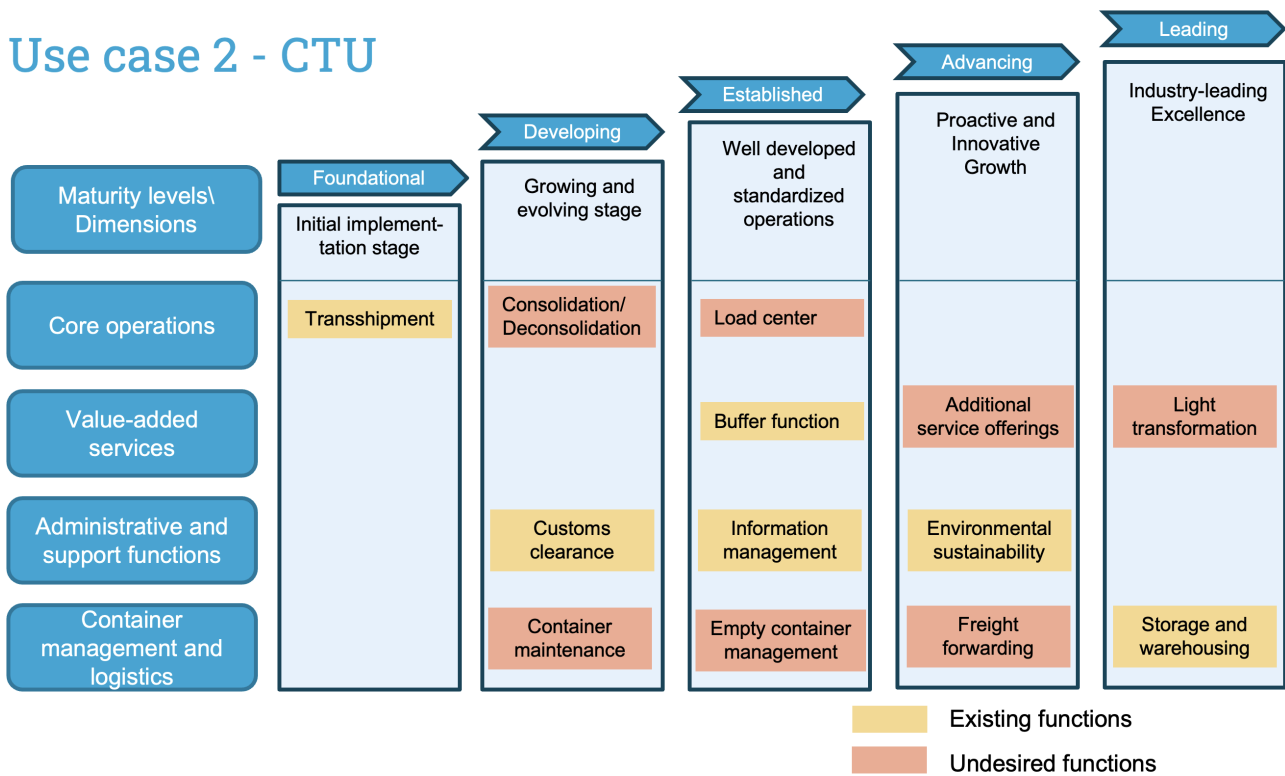 Use case 2 - CTU
Leading
Advancing
Established
Developing
Foundational
Maturity levels\
Dimensions
Initial implemen-
tation stage
Growing and
evolving stage
Well developed
and
standardized
operations
Proactive and
Innovative
Growth
Industry-leading
Excellence
Core operations
Transshipment
Consolidation/
Deconsolidation
Load center
Value-added
services
Buffer function
Additional
service offerings
Light
transformation
Administrative and
support functions
Customs
clearance
Information
management
Environmental
sustainability
Container
management and
logistics
Container
maintenance
Empty container
management
Freight
forwarding
Storage and
warehousing
Existing functions
Undesired functions